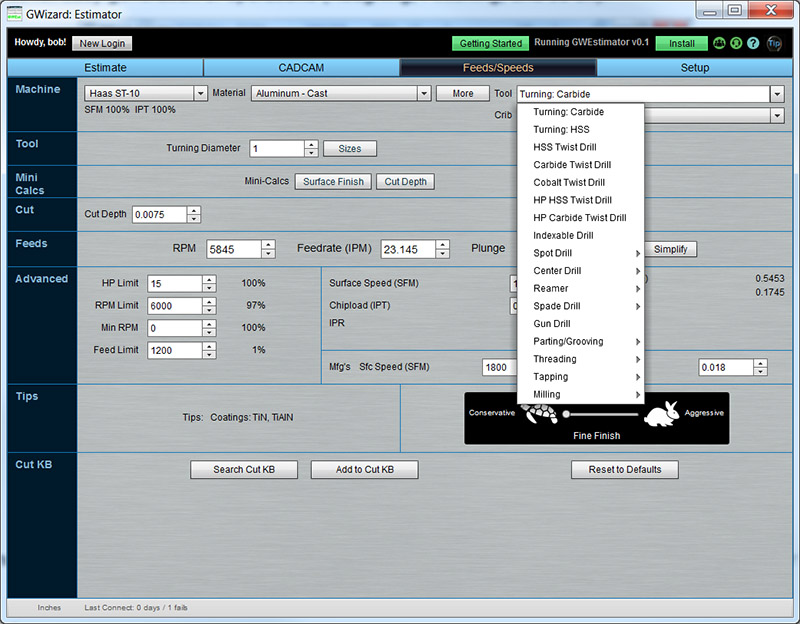 GWizard: Estimator
Howdy, bob! New Login Getting Started Running GWEstimator v0.1 Install Tip
Estimate CADCAM Feeds/Speeds Setup
Machine Haas ST-10 Material Aluminum - Cast More Tool Turning: Carbide
SFM 100% IPT 100% Crib
Turning: Carbide
Turning: HSS
HSS Twist Drill
Carbide Twist Drill
Cobalt Twist Drill
HP HSS Twist Drill
HP Carbide Twist Drill
Indexable Drill
Spot Drill
Center Drill
Reamer
Spade Drill
Gun Drill
Parting/Grooving
Threading
Tapping
Milling
Tool Turning Diameter 1 Sizes
Mini
Calcs Mini-Calcs Surface Finish Cut Depth
Cut Cut Depth 0.0075
Feeds RPM 5845 Feedrate (IPM) 23.145 Plunge Simplify
Advanced HP Limit 15 100% Surface Speed (SFM) ) 0.5453
0.1745
RPM Limit 6000 97% Chipload (IPT)
Min RPM 0 100% IPR
Feed Limit 1200 1%
Mfg's Sfc Speed (SFM) 1800 0.018
Tips Tips: Coatings: TiN, TiAlN
Conservative Aggressive
Fine Finish
Cut KB Search Cut KB Add to Cut KB Reset to Defaults
Inches Last Connect: 0 days / 1 fails